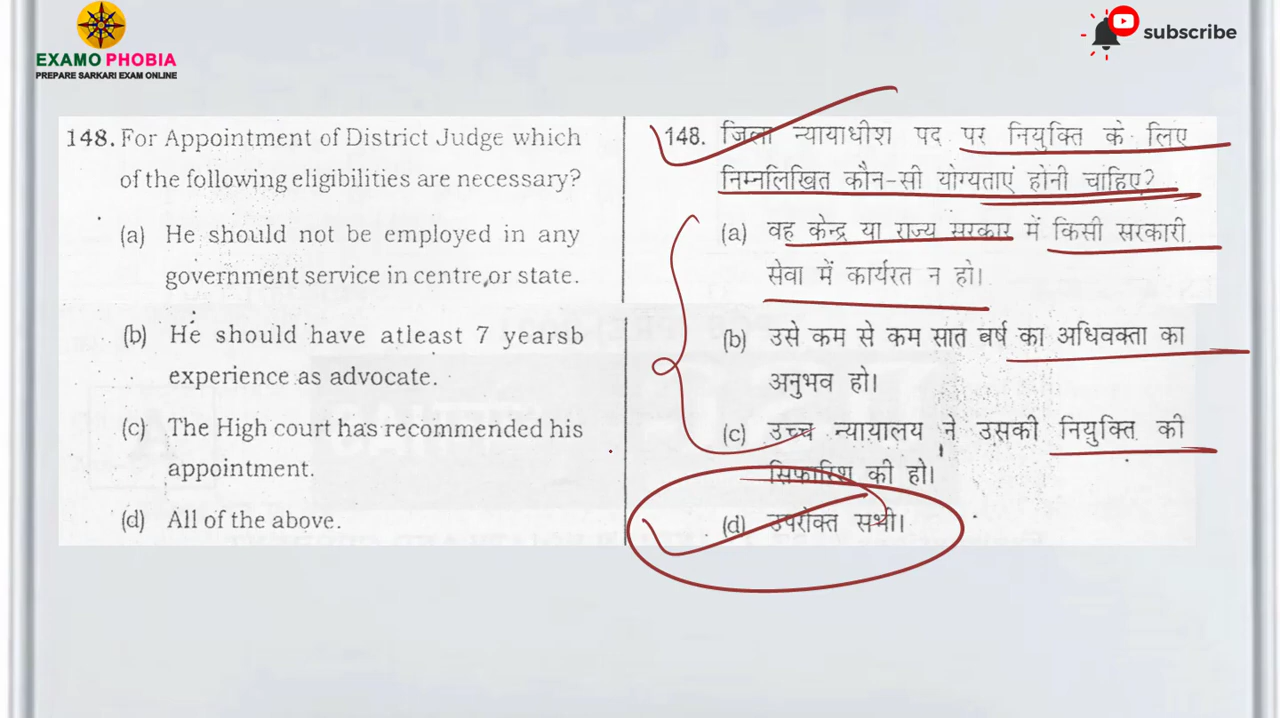 EXAMO PHOBIA
PREPARE SARKARI EXAM ONLINE
subscribe
148. For Appointment of District Judge which
of the following eligibilities are necessary?
(a) He should not be employed in any
government service in centre,or state.
(b) He should have atleast 7 yearsb
experience as advocate.
(c) The High court has recommended his
appointment.
(d) All of the above.
148. जिला न्यायाधीश पद पर नियुक्ति के लिए
निम्नलिखित कौन-सी योग्यताएं होनी चाहिए?
(a) वह केन्द्र या राज्य सरकार में किसी सरकारी
सेवा में कार्यरत न हो।
(b) उसे कम से कम सात वर्ष का अधिवक्ता का
अनुभव हो।
(c) उच्च न्यायालय ने उसकी नियुक्ति की
सिफारिश की हो।
(d) उपरोक्त सभी।